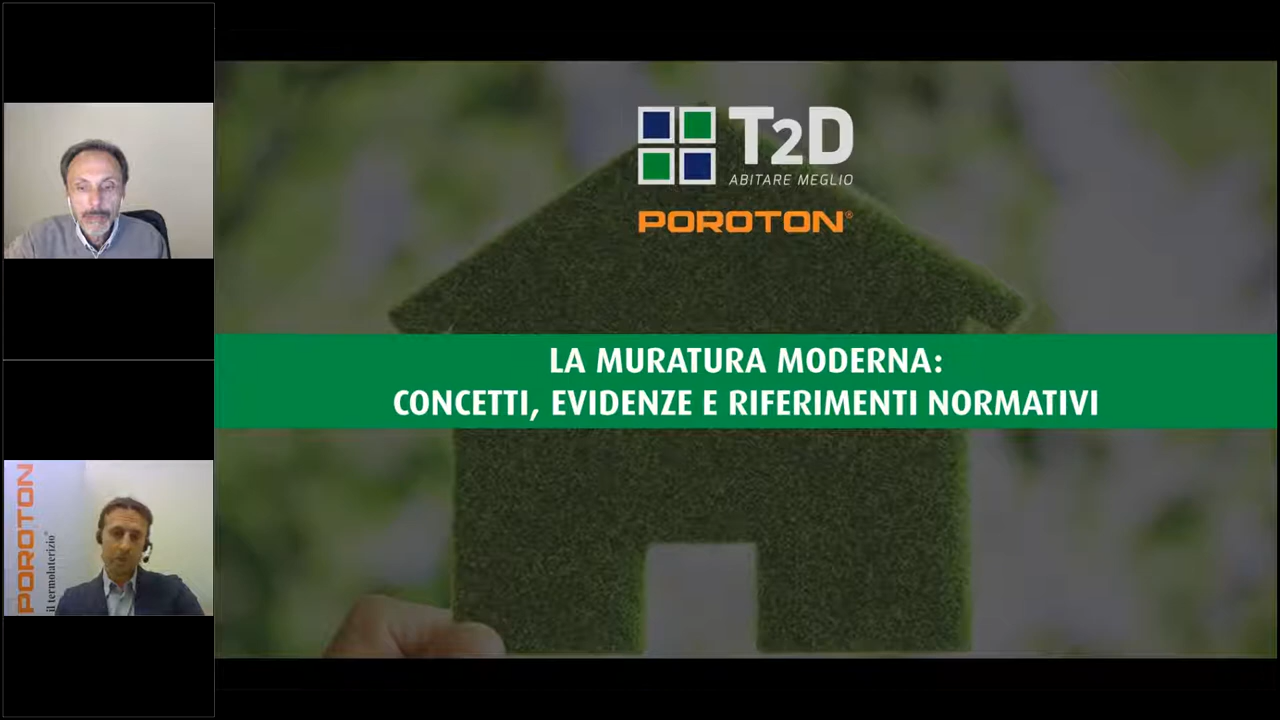 T2D
ABITARE MEGLIO
POROTON®
LA MURATURA MODERNA:
CONCETTI, EVIDENZE E RIFERIMENTI NORMATIVI
POROTON
il termolaterizio®